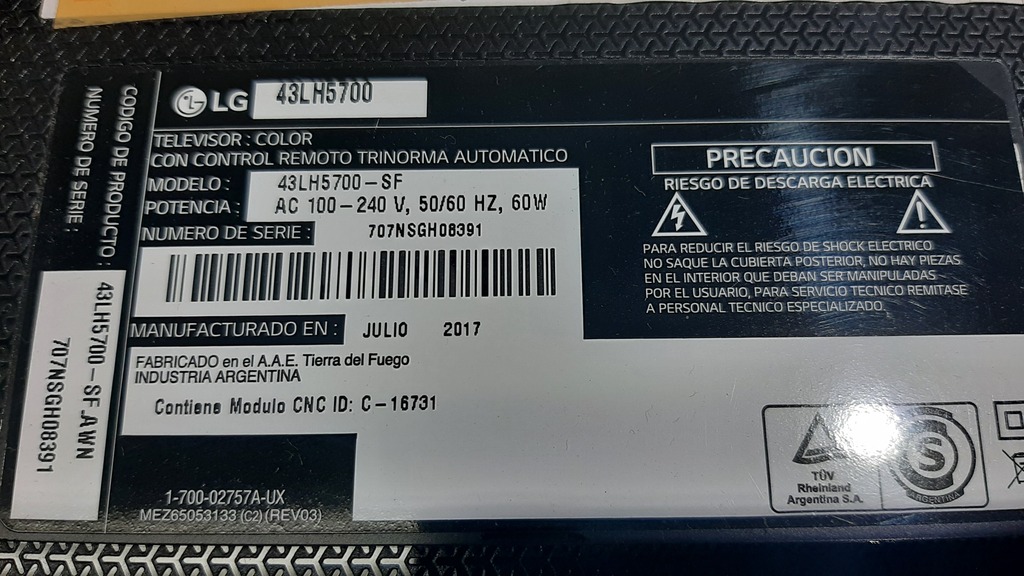 LG 43LH5700
TELEVISOR : COLOR
CON CONTROL REMOTO TRINORMA AUTOMATICO
MODELO : 43LH5700-SF
POTENCIA : AC 100-240 V, 50/60 HZ, 60W
NUMERO DE SERIE : 707NSGH08391
MANUFACTURADO EN : JULIO 2017
FABRICADO en el A.A.E. Tierra del Fuego
INDUSTRIA ARGENTINA
Contiene Modulo CNC ID: C-16731
1-700-02757A-UX
MEZ65053133 (C2) (REV03)
CODIGO DE PRODUCTO : 43LH5700-SF.AWN
NUMERO DE SERIE : 707NSGH08391
PRECAUCION
RIESGO DE DESCARGA ELECTRICA
PARA REDUCIR EL RIESGO DE SHOCK ELECTRICO
NO SAQUE LA CUBIERTA POSTERIOR, NO HAY PIEZAS
EN EL INTERIOR QUE DEBAN SER MANIPULADAS
POR EL USUARIO, PARA SERVICIO TECNICO REMITASE
A PERSONAL TECNICO ESPECIALIZADO.
TÜV
Rheinland
Argentina S.A.
S
ARGENTINA